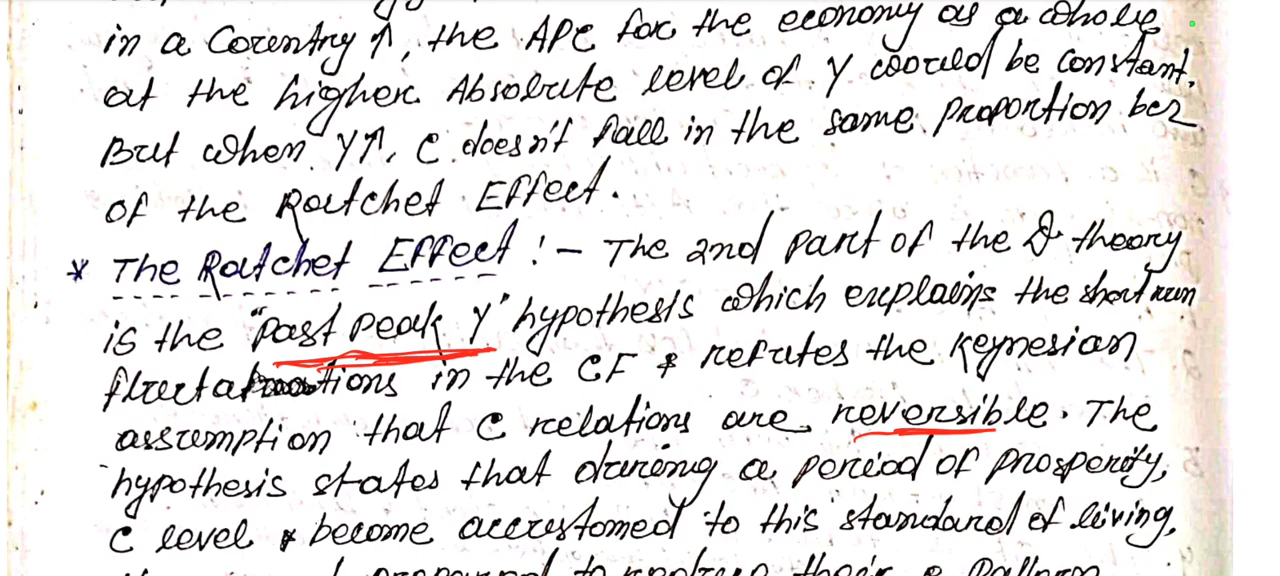 in a Country ↑, the APC for the economy as a whole
at the higher Absolute level of Y would be constant.
But when Y↑, C doesn't fall in the same proportion bcz
of the Ratchet Effect.
* The Ratchet Effect :- The 2nd part of the theory
is the "past peak Y" hypothesis which explains the short run
fluctuations in the CF & refutes the Keynesian
assumption that C relations are reversible. The
hypothesis states that during a period of prosperity,
C level & become accustomed to this standard of living,
to their